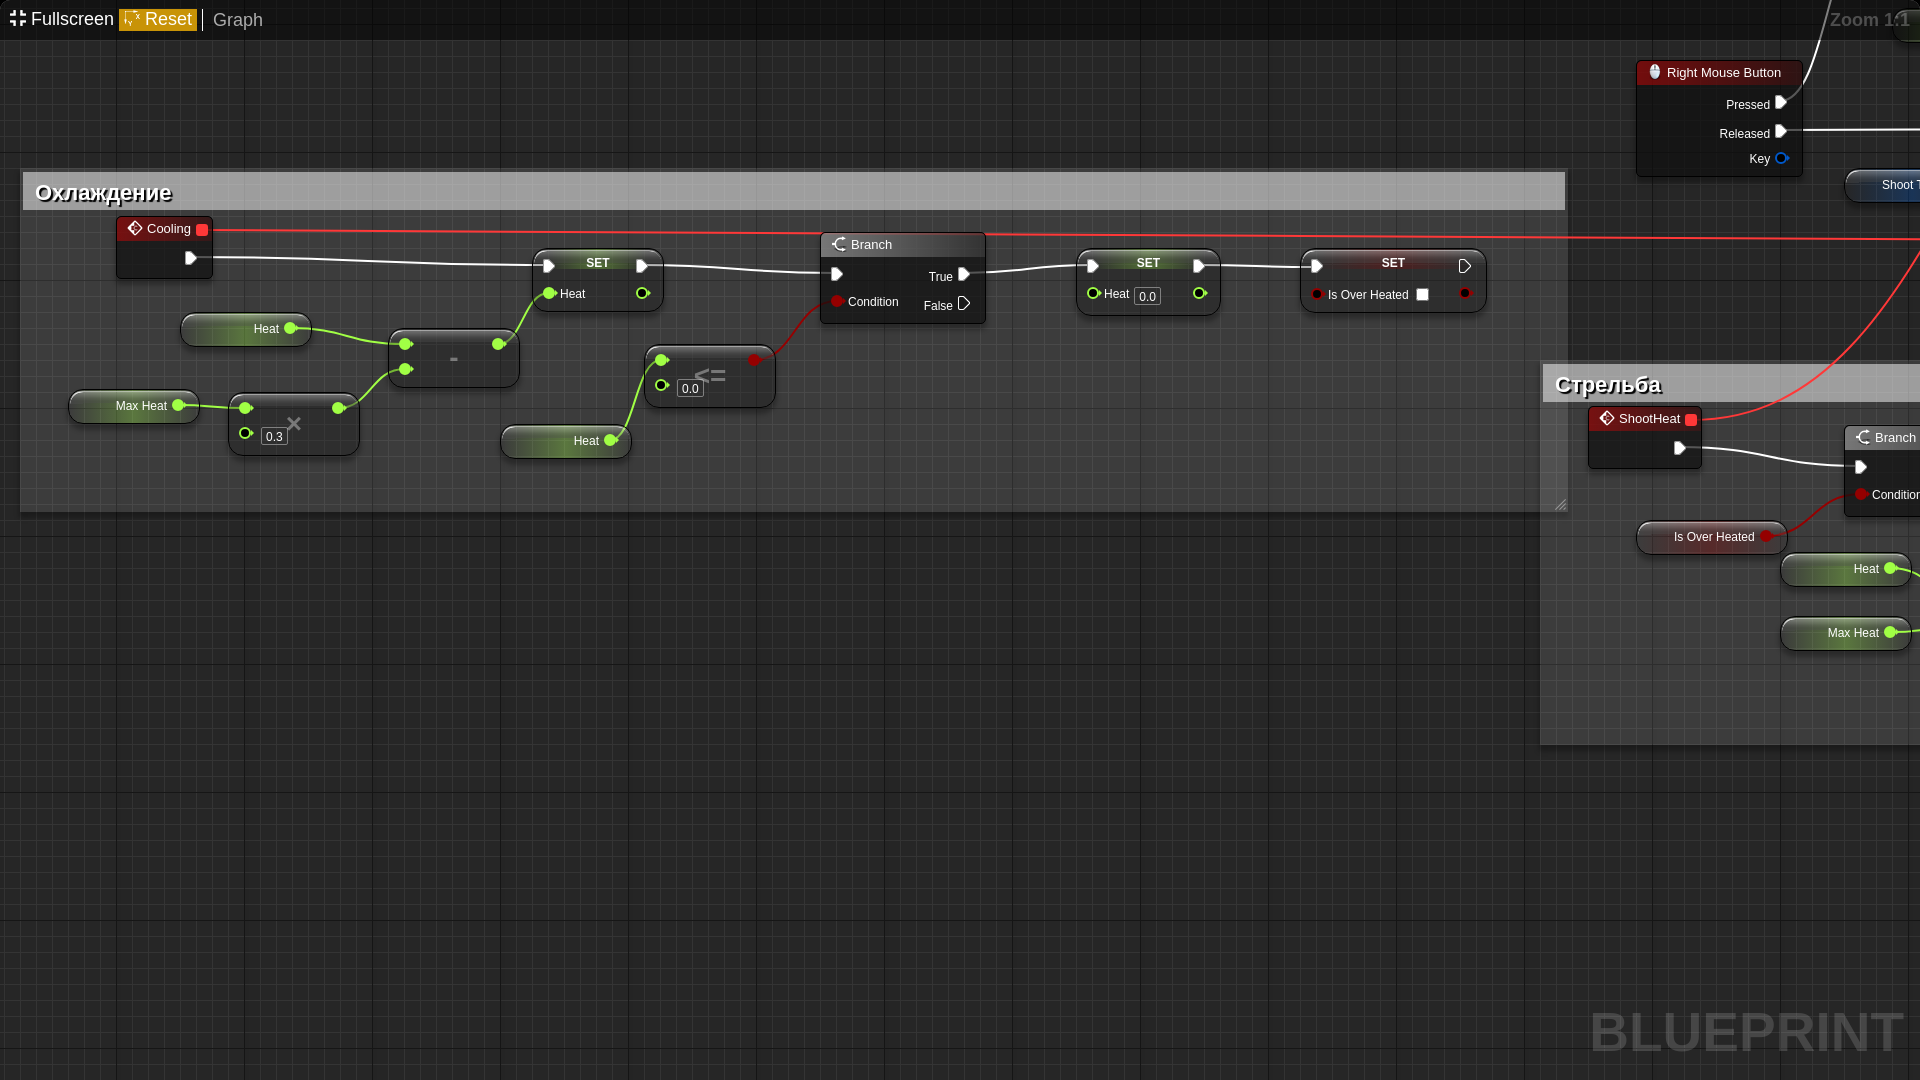 Fullscreen Reset Graph Zoom 1:1
Right Mouse Button
Pressed
Released
Key
Shoot
Охлаждение
Cooling
SET
Heat
Branch
True
Condition
False
SET
Heat 0.0
SET
Is Over Heated
Heat
-
<=
0.0
Max Heat
×
0.3
Heat
Стрельба
ShootHeat
Branch
Condition
Is Over Heated
Heat
Max Heat
BLUEPRINT